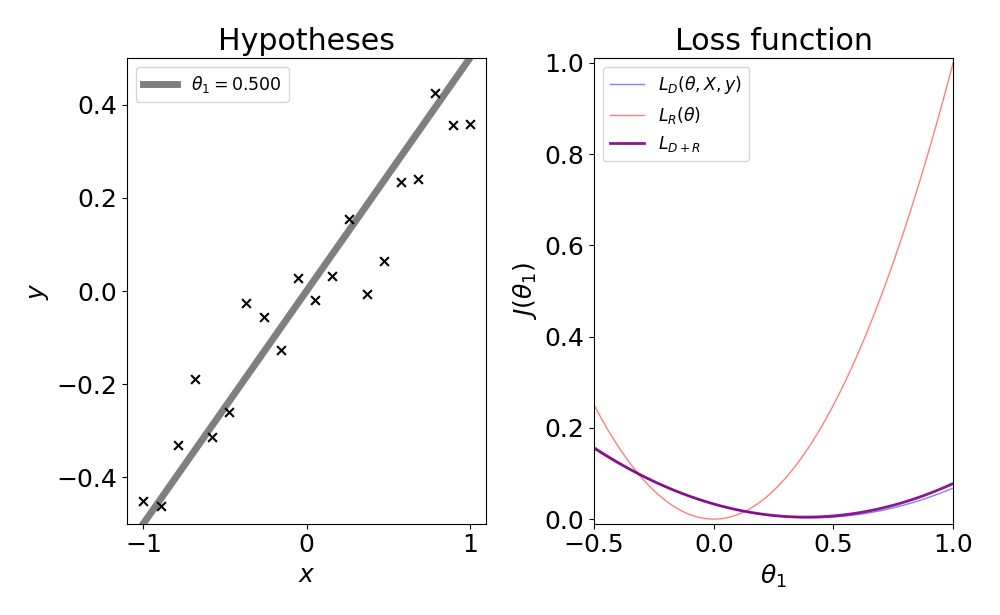 Hypotheses
θ₁ = 0.500
0.4
0.2
0.0
−0.2
−0.4
y
−1
0
1
x
Loss function
L_D(θ, X, y)
L_R(θ)
L_{D+R}
1.0
0.8
0.6
0.4
0.2
0.0
J(θ₁)
−0.5
0.0
0.5
1.0
θ₁